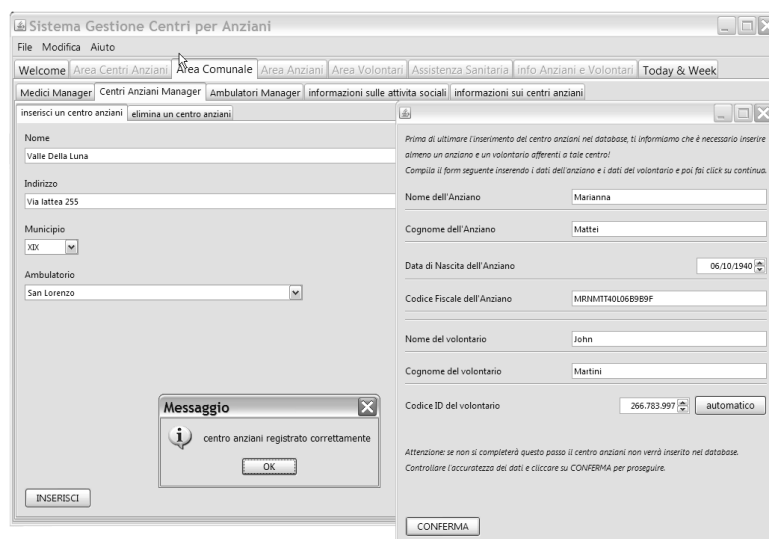 Sistema Gestione Centri per Anziani
File Modifica Aiuto
Welcome Area Centri Anziani Area Comunale Area Anziani Area Volontari Assistenza Sanitaria info Anziani e Volontari Today & Week
Medici Manager Centri Anziani Manager Ambulatori Manager informazioni sulle attivita sociali informazioni sui centri anziani
inserisci un centro anziani elimina un centro anziani
Nome
Valle Della Luna
Indirizzo
Via lattea 255
Municipio
XIX
Ambulatorio
San Lorenzo
Messaggio
centro anziani registrato correttamente
OK
INSERISCI
Prima di ultimare l'inserimento del centro anziani nel database, ti informiamo che è necessario inserire
almeno un anziano e un volontario afferenti a tale centro!
Compila il form seguente inserendo i dati dell'anziano e i dati del volontario e poi fai click su continua.
Nome dell'Anziano Marianna
Cognome dell'Anziano Mattei
Data di Nascita dell'Anziano 06/10/1940
Codice Fiscale dell'Anziano MRNMTT40L06B9B9F
Nome del volontario John
Cognome del volontario Martini
Codice ID del volontario 266.783.997 automatico
Attenzione: se non si completerà questo passo il centro anziani non verrà inserito nel database.
Controllare l'accuratezza dei dati e cliccare su CONFERMA per proseguire.
CONFERMA